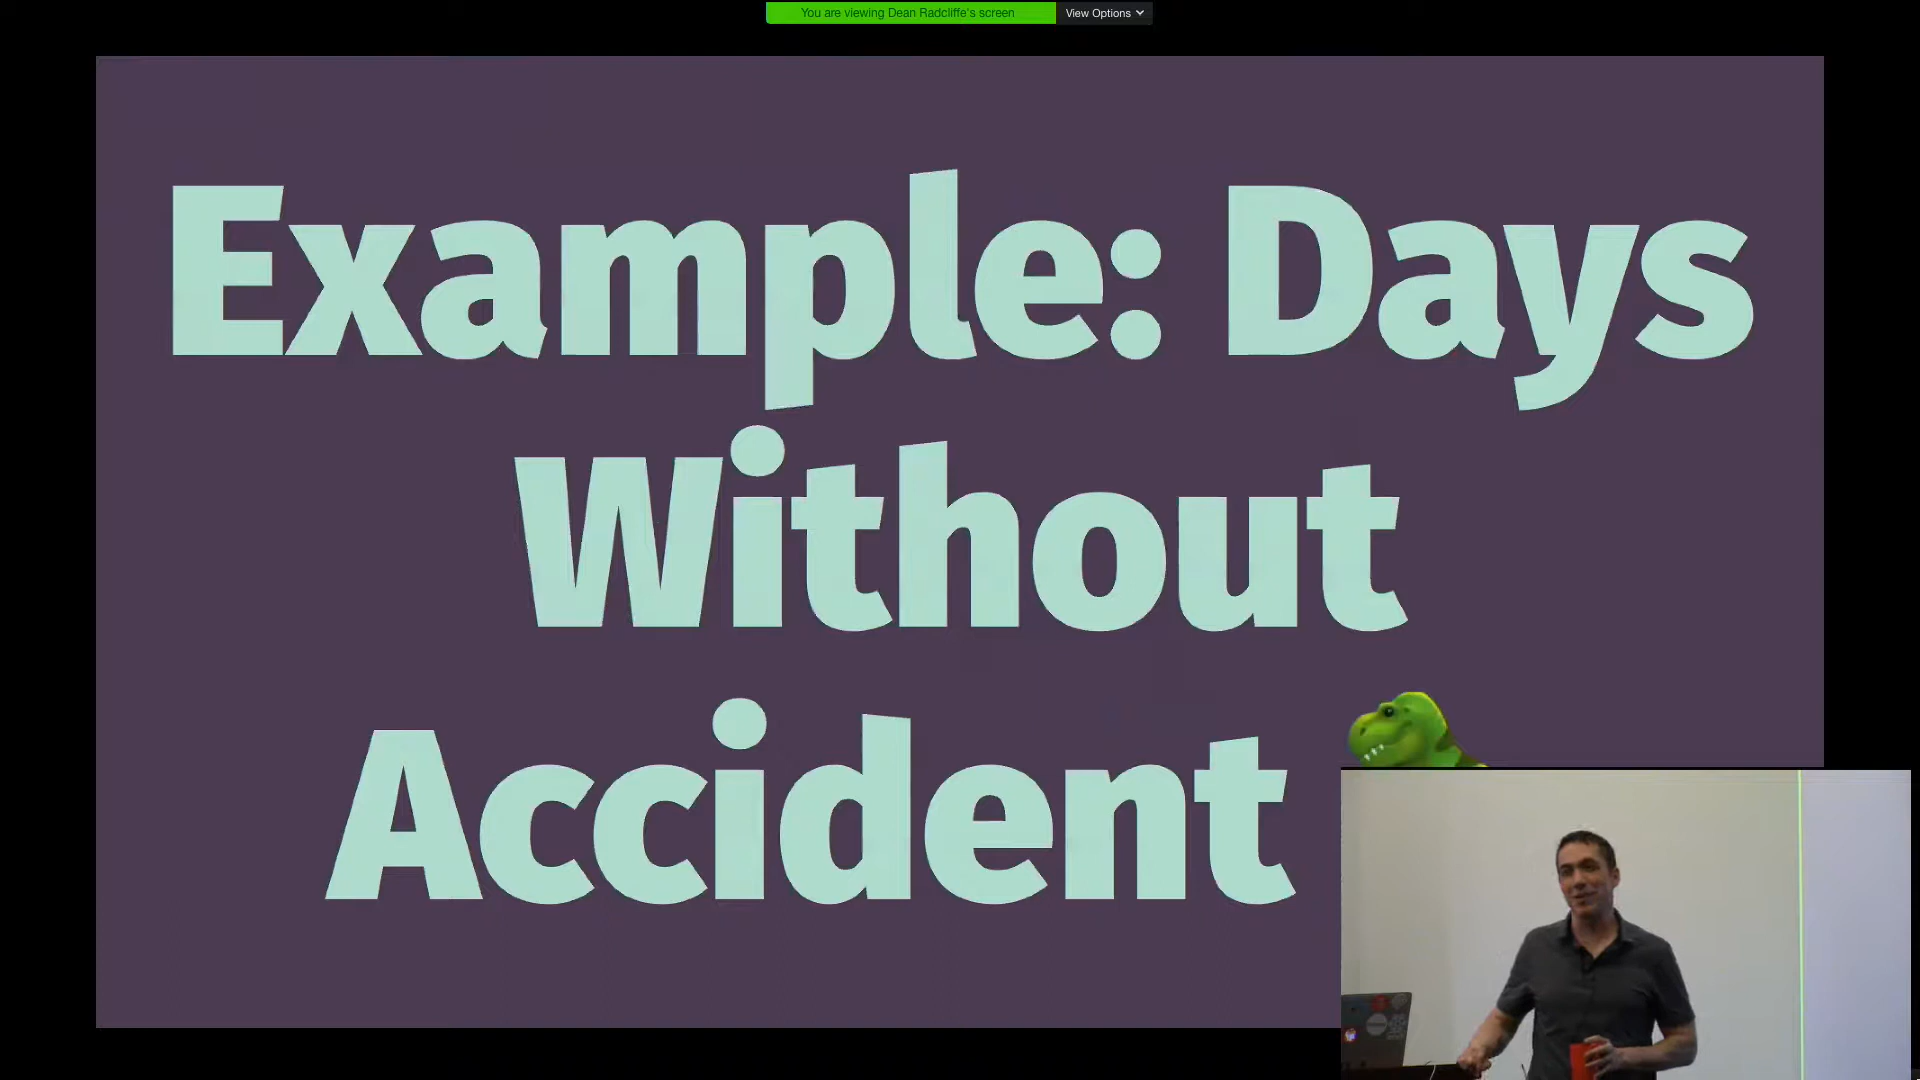 You are viewing Dean Radcliffe's screen
View Options
Example: Days
Without
Accident